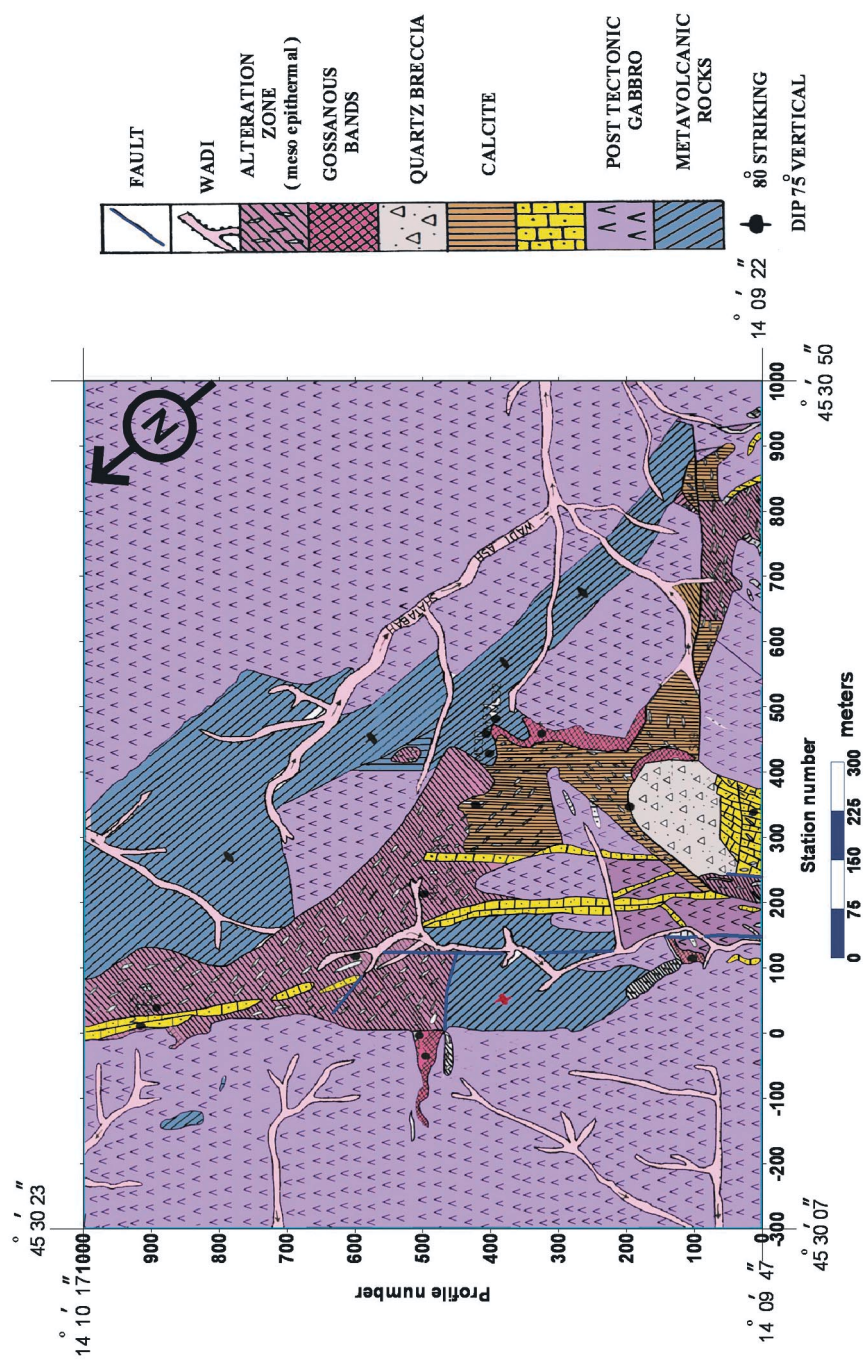 45° 30′ 23″
14° 10′ 17″
1000
900
800
700
600
500
400
300
200
100
0
Profile number
N
WADI ASH
-300
-200
-100
0
100
200
300
400
500
600
700
800
900
1000
Station number
0 75 150 225 300 meters
14° 09′ 47″
45° 30′ 07″
45° 30′ 50″
14° 09′ 22″
FAULT
WADI
ALTERATION
ZONE
( meso epithermal )
GOSSANOUS
BANDS
QUARTZ BRECCIA
CALCITE
POST TECTONIC
GABBRO
METAVOLCANIC
ROCKS
80° STRIKING
DIP 75° VERTICAL